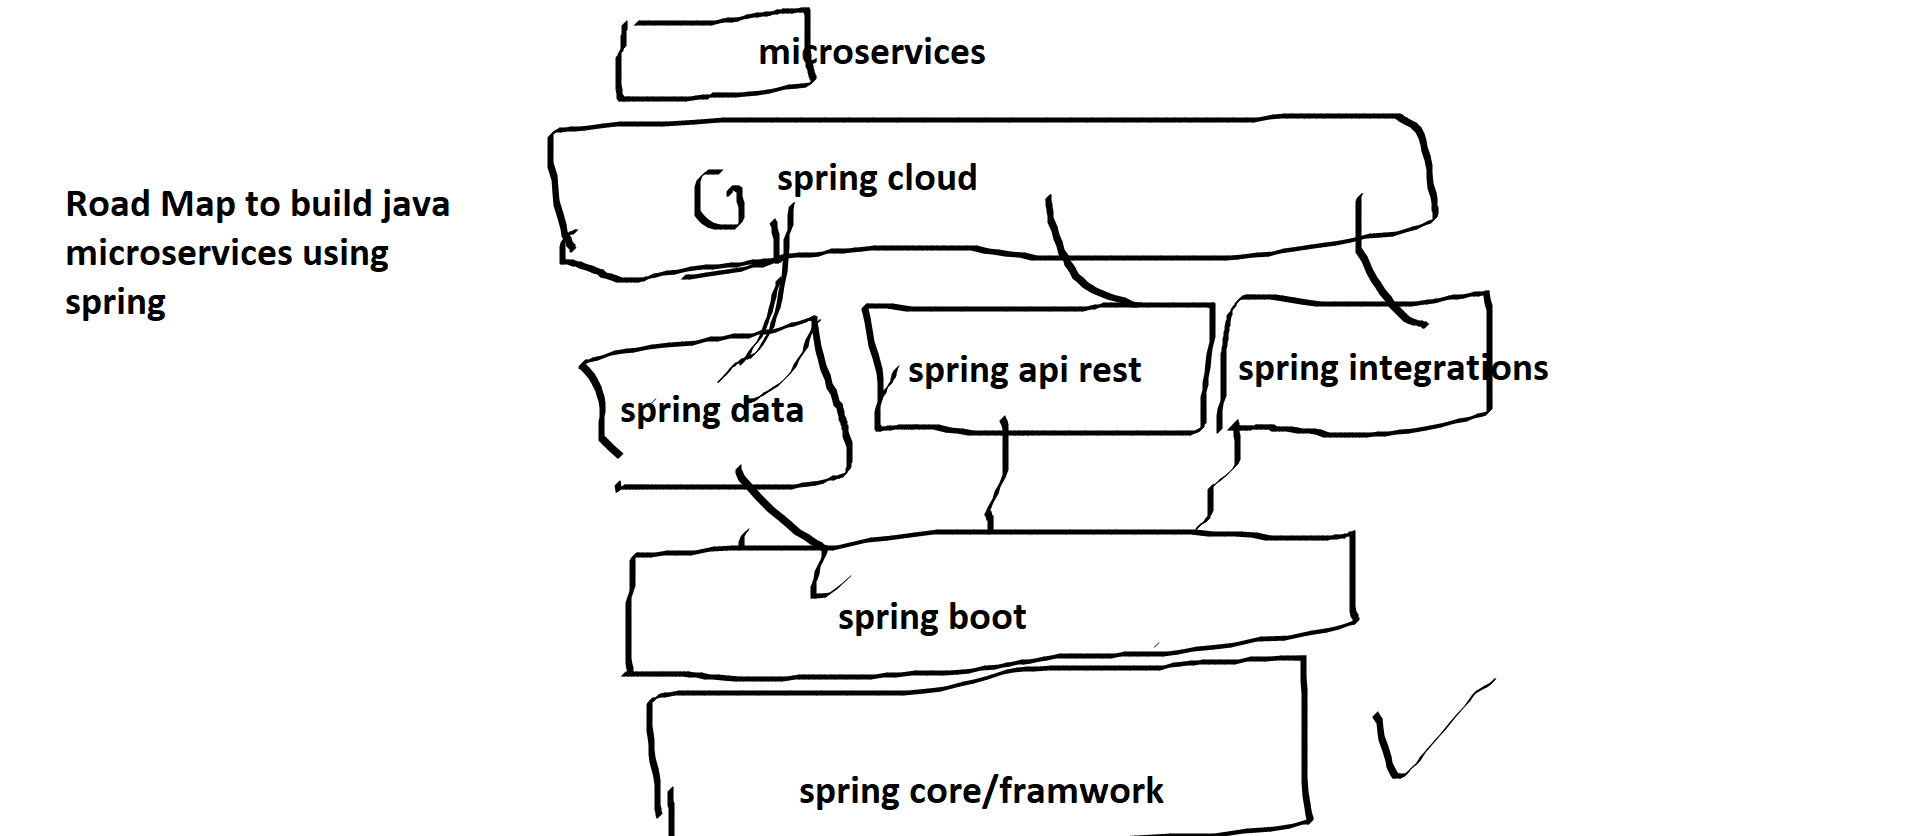 microservices
spring cloud
Road Map to build java
microservices using
spring
spring data
spring api rest
spring integrations
spring boot
spring core/framwork